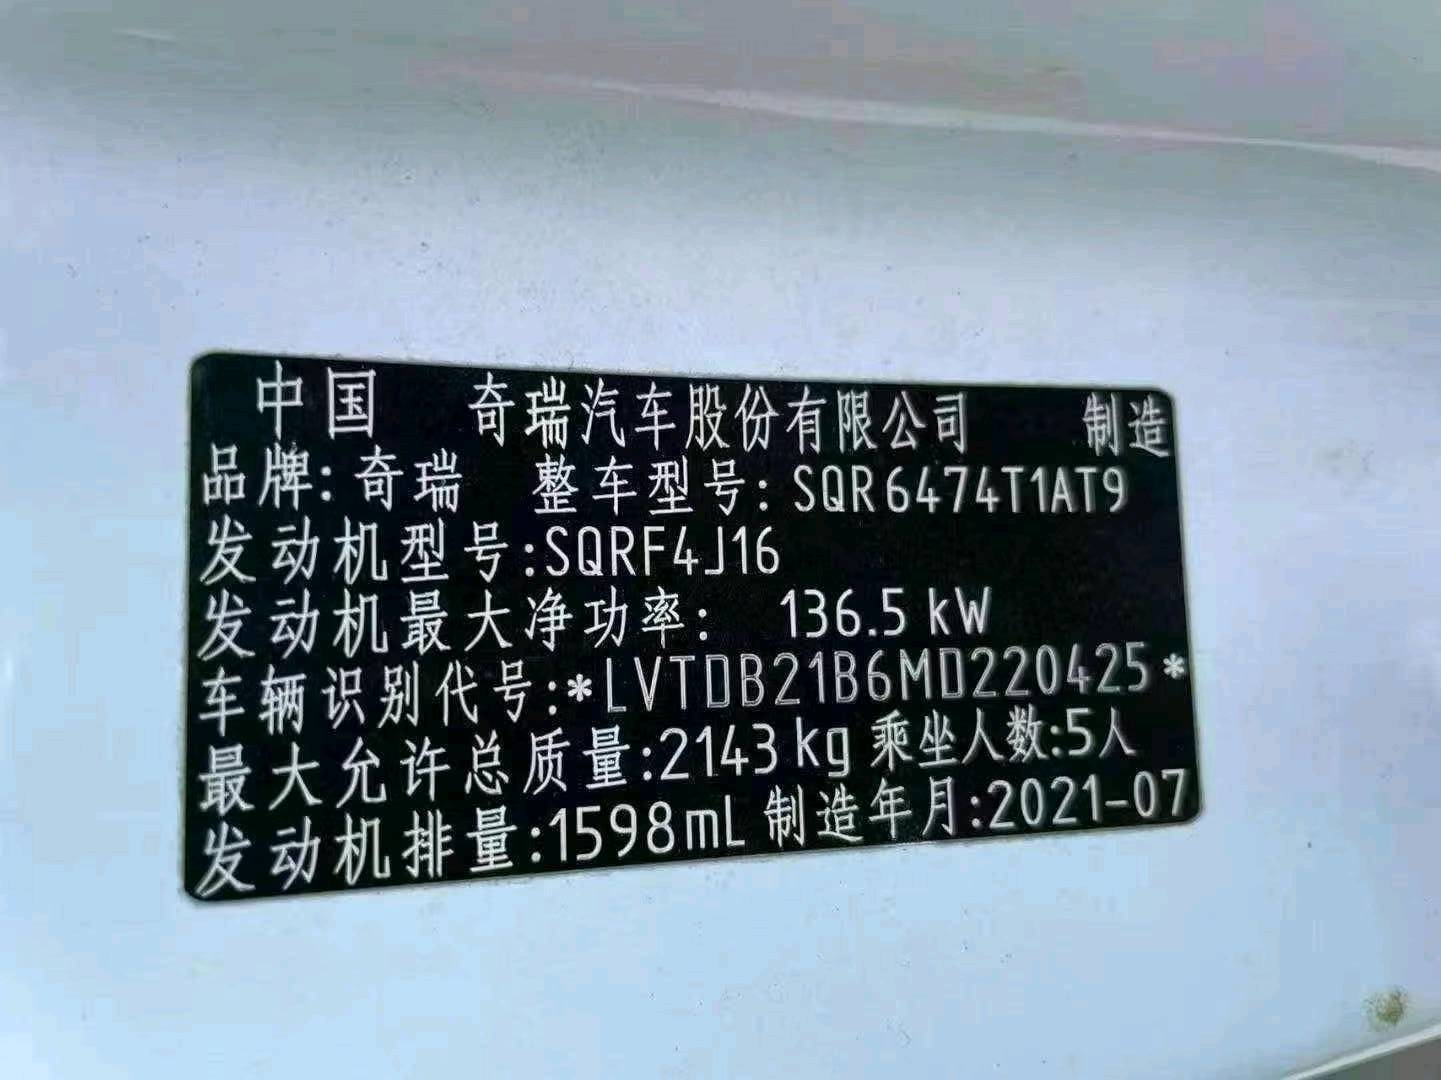 中国 奇瑞汽车股份有限公司 制造
品牌:奇瑞 整车型号:SQR6474T1AT9
发动机型号:SQRF4J16
发动机最大净功率: 136.5 kW
车辆识别代号:*LVTDB21B6MD220425*
最大允许总质量:2143 kg 乘坐人数:5人
发动机排量:1598mL 制造年月:2021-07